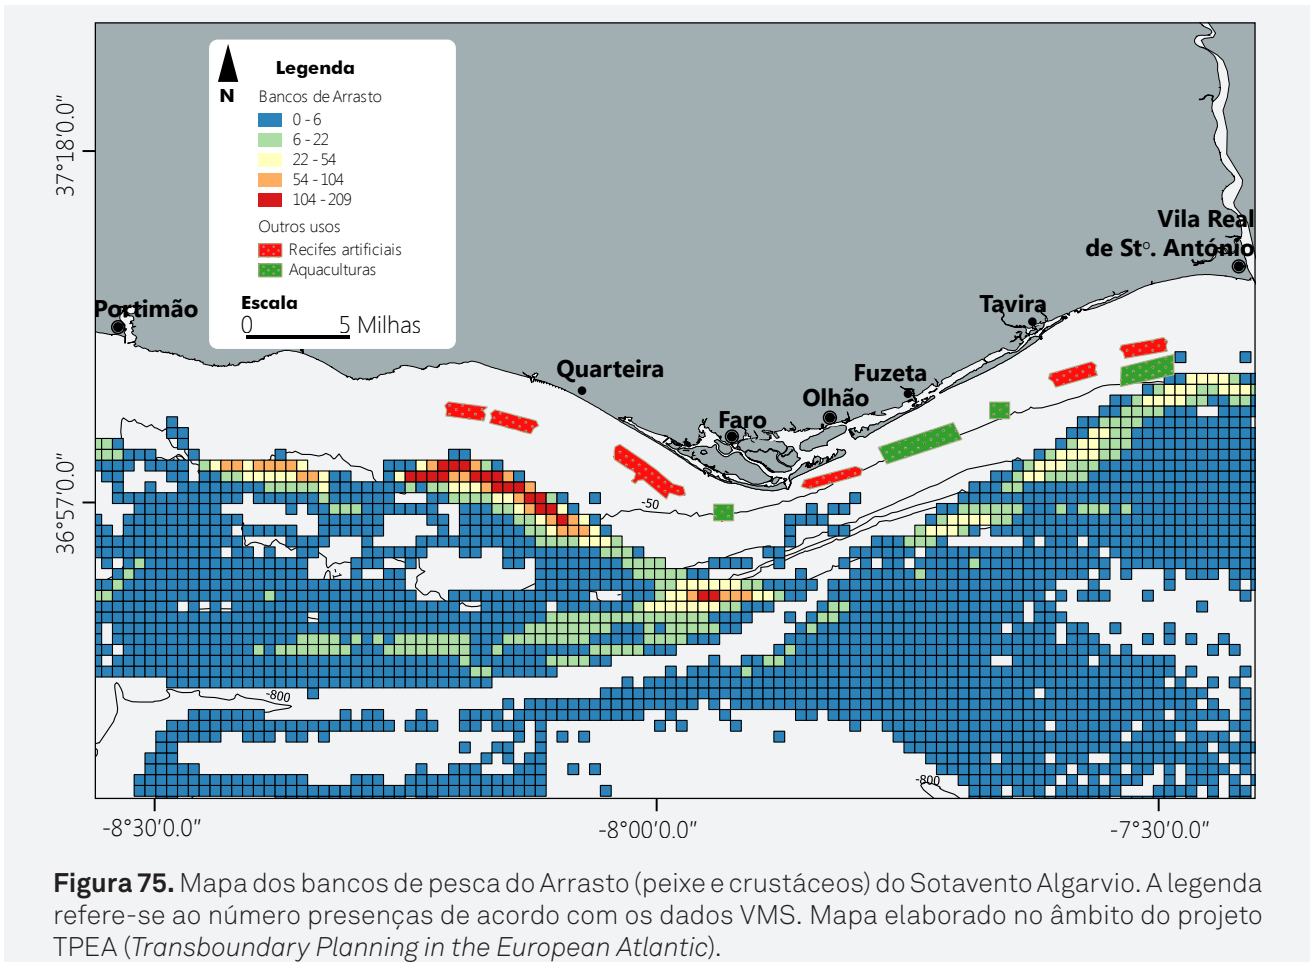 Legenda
N
Bancos de Arrasto
0 - 6
6 - 22
22 - 54
54 - 104
104 - 209
Outros usos
Recifes artificiais
Aquaculturas
Escala
0 5 Milhas
37°18'0.0"
36°57'0.0"
Vila Real
de Stº. António
Portimão
Tavira
Quarteira
Fuzeta
Olhão
Faro
-50
-800
-800
-8°30'0.0"
-8°00'0.0"
-7°30'0.0"
Figura 75. Mapa dos bancos de pesca do Arrasto (peixe e crustáceos) do Sotavento Algarvio. A legenda
refere-se ao número presenças de acordo com os dados VMS. Mapa elaborado no âmbito do projeto
TPEA (Transboundary Planning in the European Atlantic).